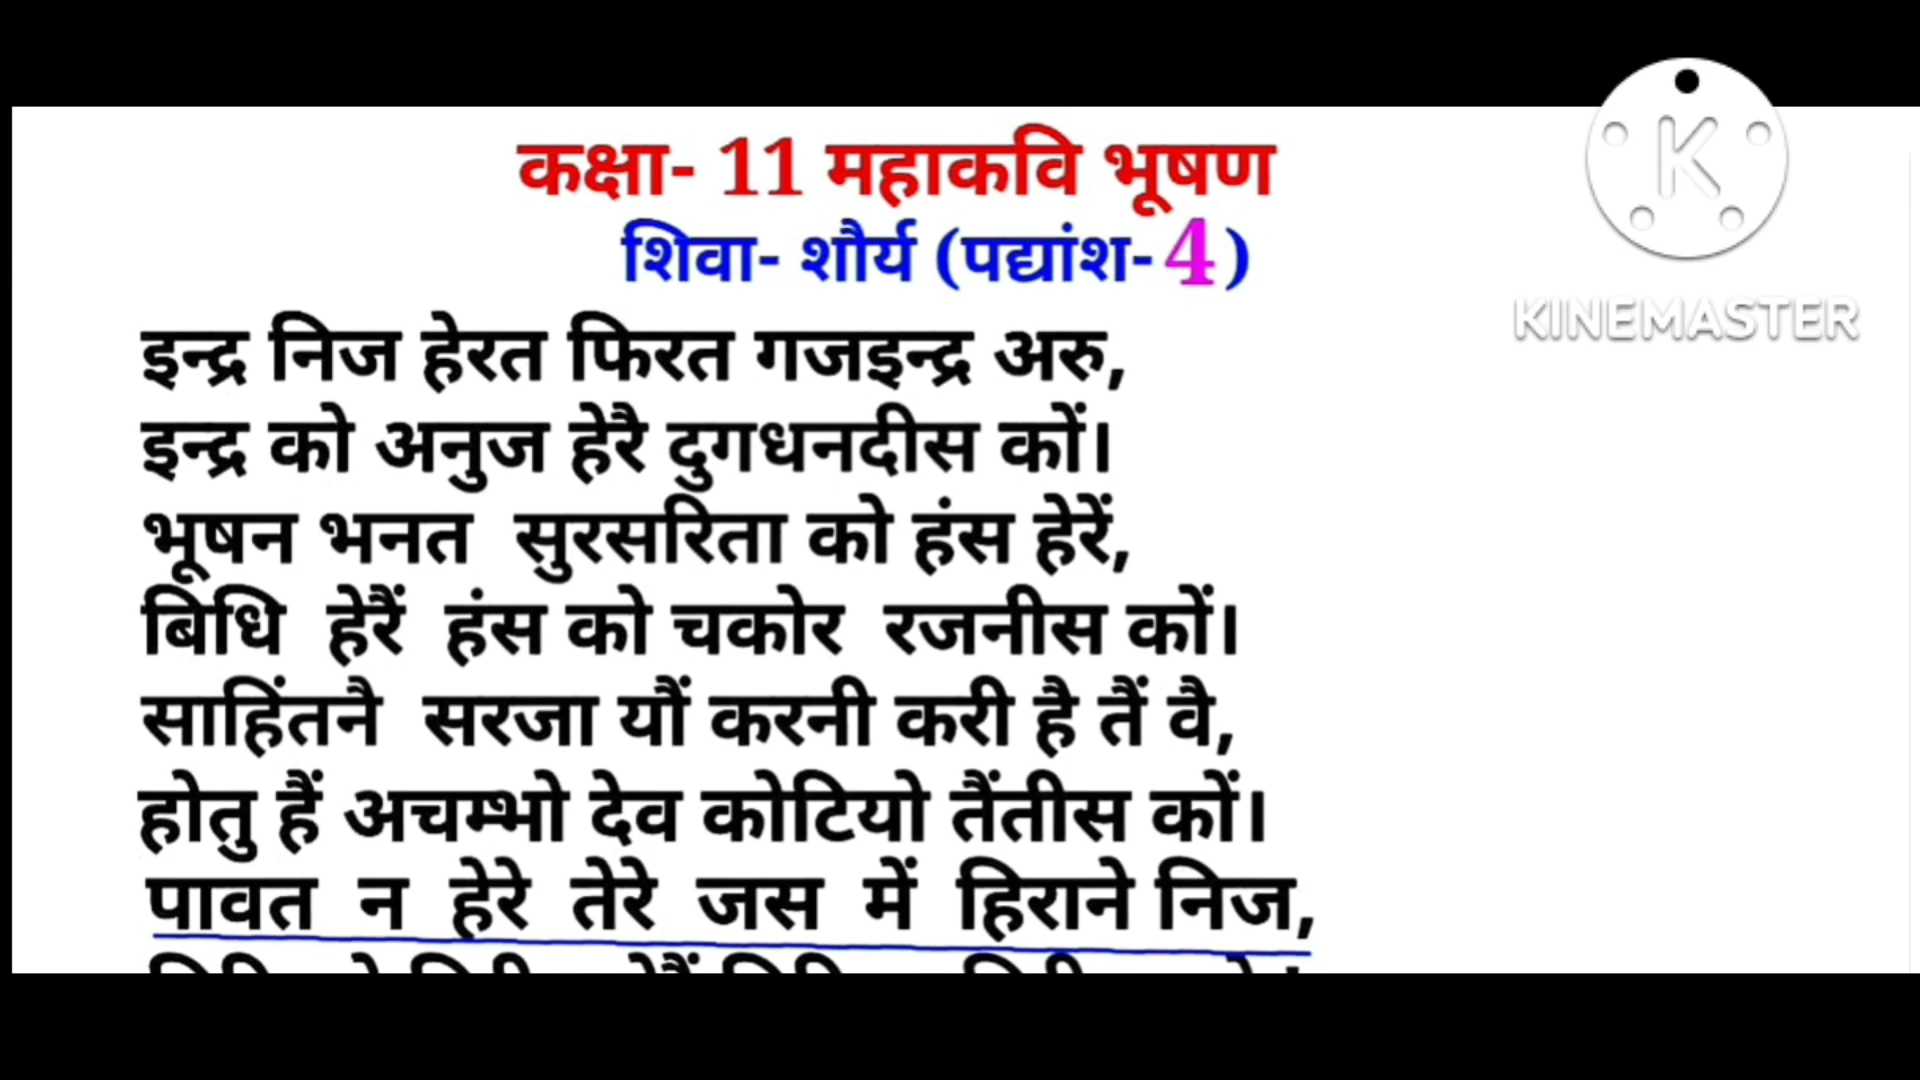 कक्षा- 11 महाकवि भूषण
शिवा- शौर्य (पद्यांश-4)
K
KINEMASTER
इन्द्र निज हेरत फिरत गजइन्द्र अरु,
इन्द्र को अनुज हेरै दुगधनदीस कों।
भूषन भनत सुरसरिता को हंस हेरें,
बिधि हेरैं हंस को चकोर रजनीस कों।
साहिंतनै सरजा यौं करनी करी है तैं वै,
होतु हैं अचम्भो देव कोटियो तैंतीस कों।
पावत न हेरे तेरे जस में हिराने निज,